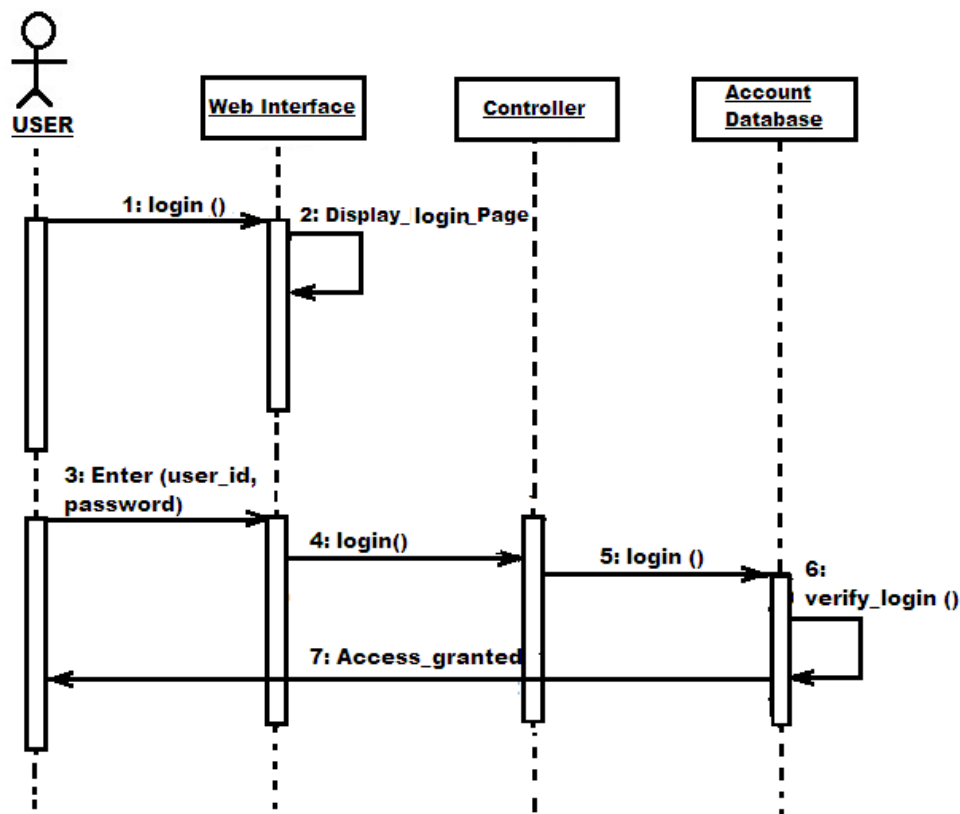 USER
Web Interface
Controller
Account
Database
1: login ()
2: Display_ login_Page
3: Enter (user_id,
password)
4: login()
5: login ()
6:
verify_login ()
7: Access_granted